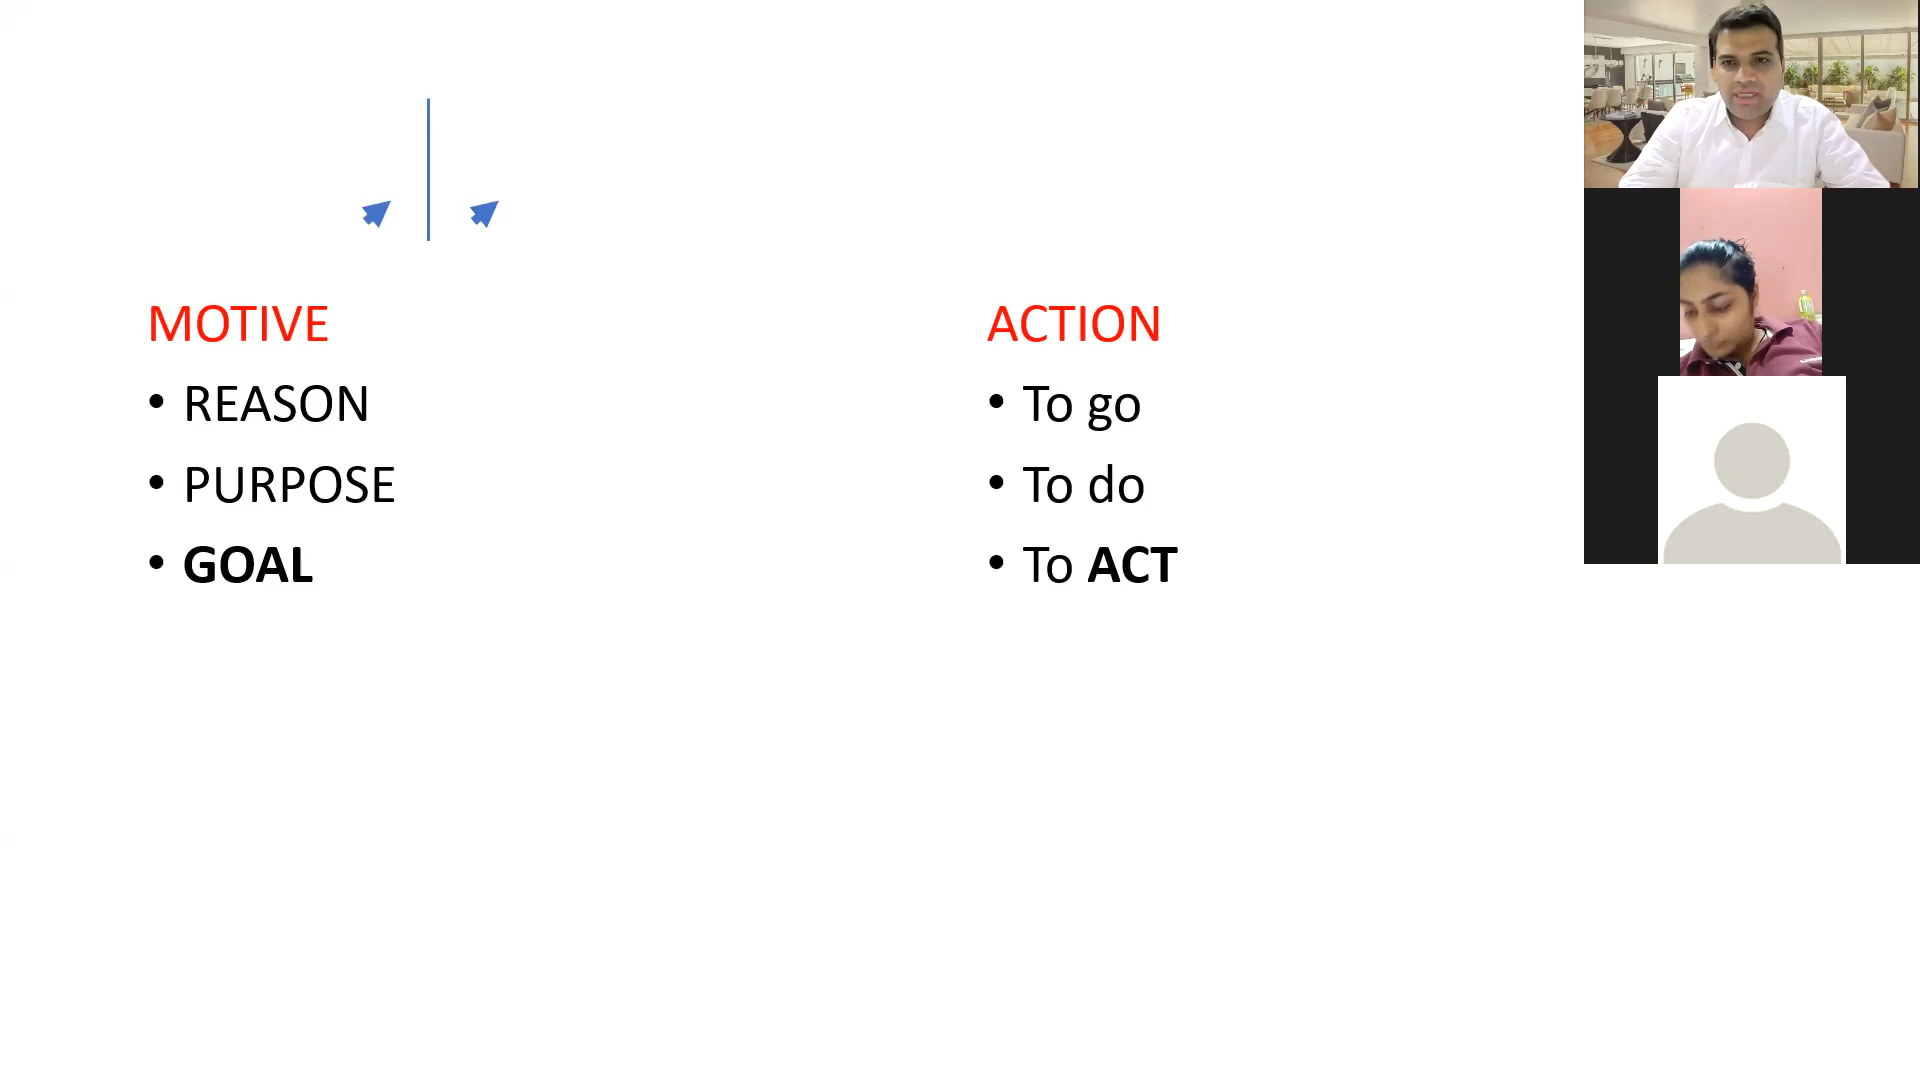 MOTIVE
• REASON
• PURPOSE
• GOAL
ACTION
• To go
• To do
• To ACT